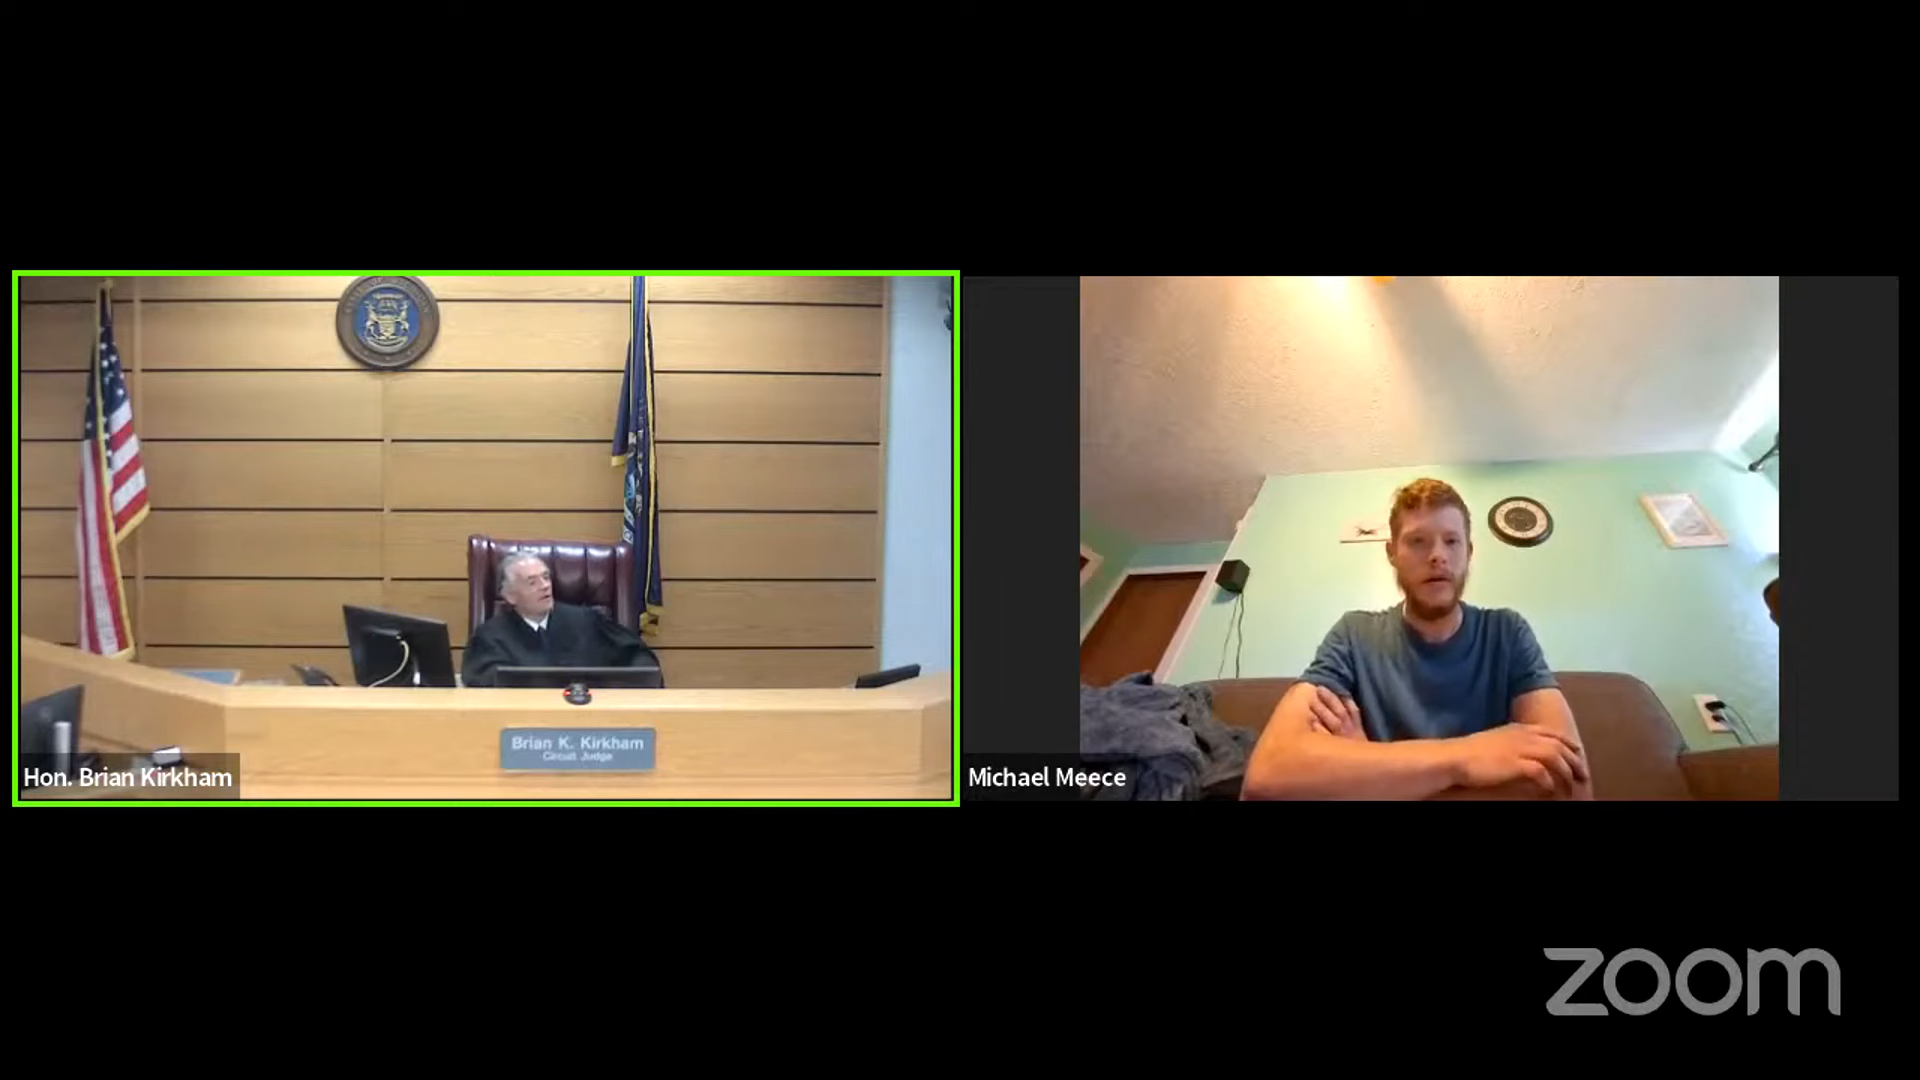 Brian K. Kirkham
Circuit Judge
Hon. Brian Kirkham
Michael Meece
zoom